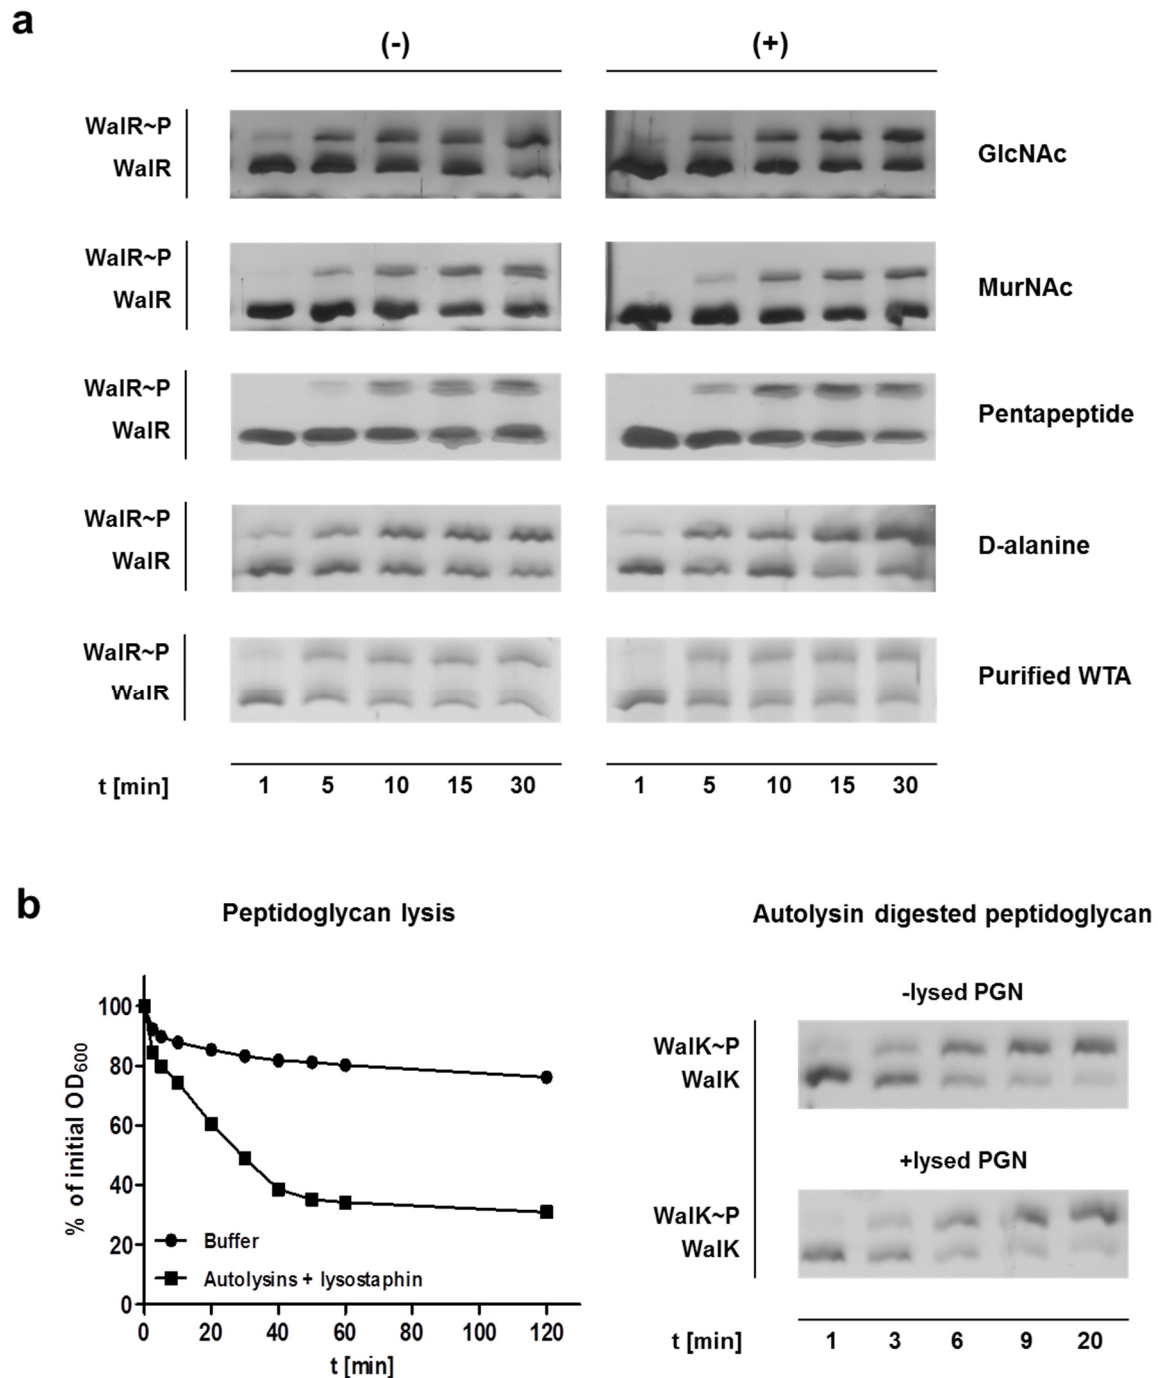 a
(-) (+)
WalR~P
WalR
GlcNAc
WalR~P
WalR
MurNAc
WalR~P
WalR
Pentapeptide
WalR~P
WalR
D-alanine
WalR~P
WalR
Purified WTA
t [min] 1 5 10 15 30 1 5 10 15 30
b
Peptidoglycan lysis
% of initial OD600
100
80
60
40
20
0
Buffer
Autolysins + lysostaphin
0 20 40 60 80 100 120
t [min]
Autolysin digested peptidoglycan
-lysed PGN
WalK~P
WalK
+lysed PGN
WalK~P
WalK
t [min] 1 3 6 9 20